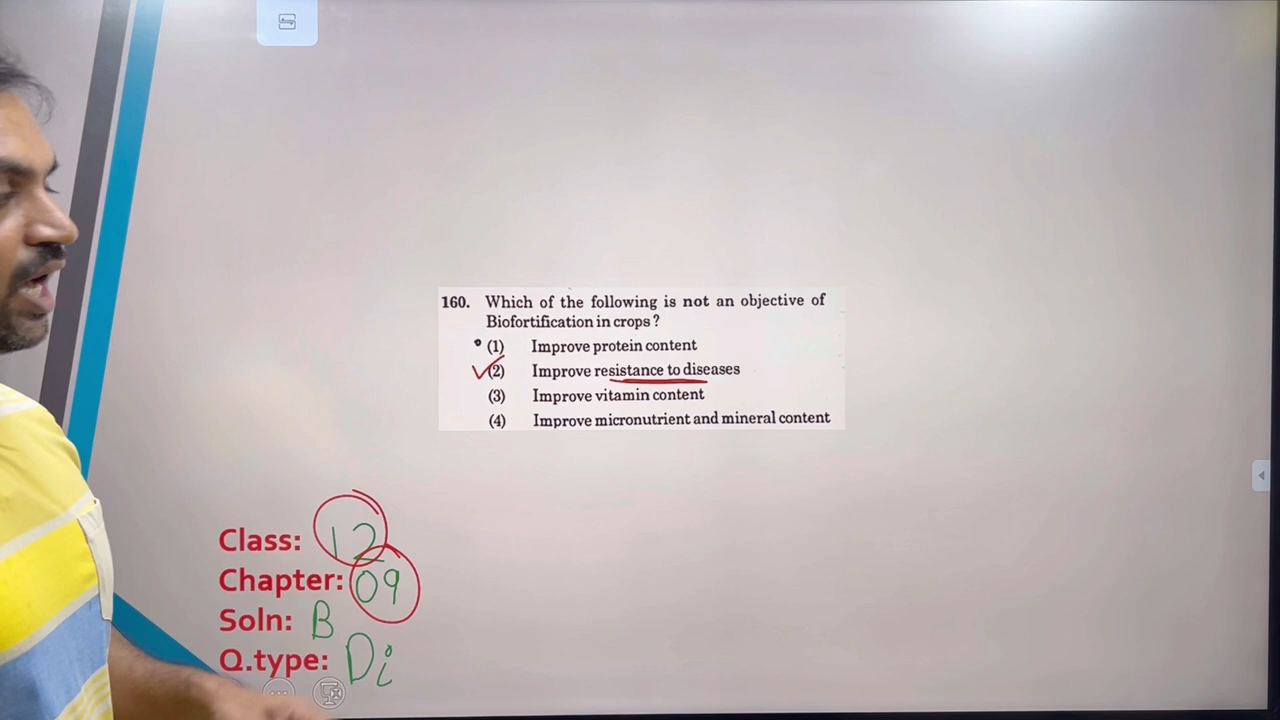 160. Which of the following is not an objective of
Biofortification in crops ?
(1) Improve protein content
(2) Improve resistance to diseases
(3) Improve vitamin content
(4) Improve micronutrient and mineral content
Class: 12
Chapter: 09
Soln: B
Q.type: Di